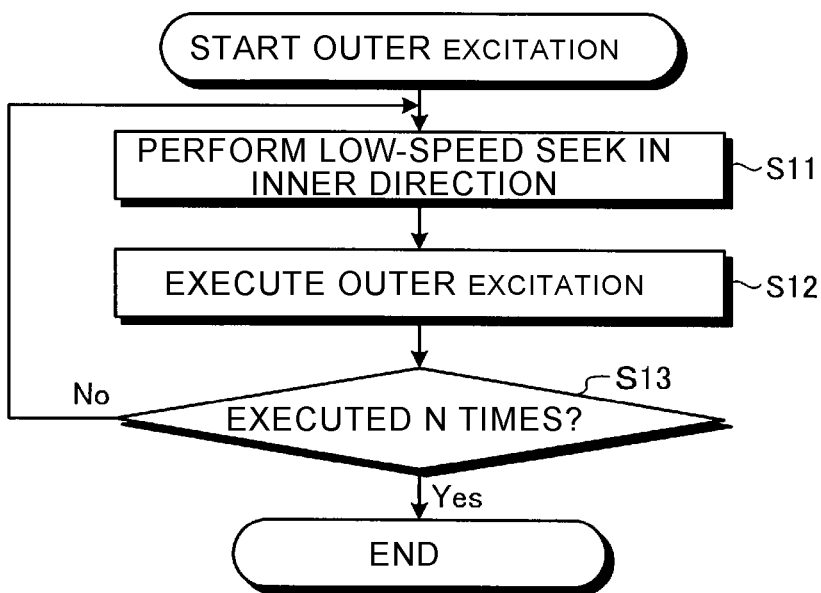 START OUTER EXCITATION
PERFORM LOW-SPEED SEEK IN
INNER DIRECTION
S11
EXECUTE OUTER EXCITATION
S12
S13
No
EXECUTED N TIMES?
Yes
END